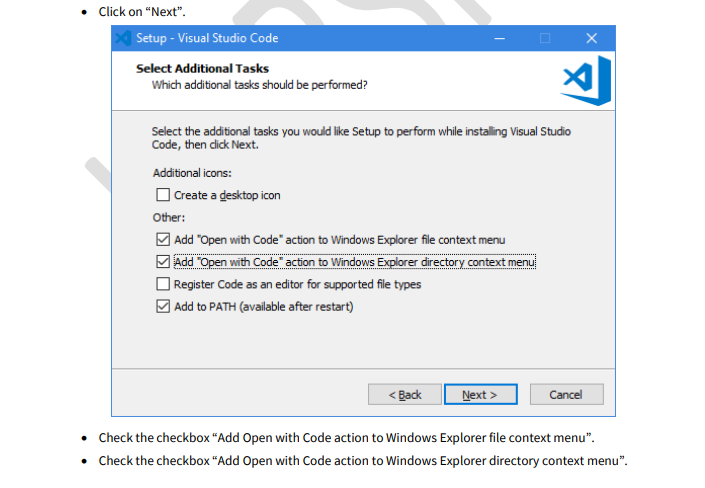 • Click on “Next”.
Setup - Visual Studio Code
Select Additional Tasks
Which additional tasks should be performed?
Select the additional tasks you would like Setup to perform while installing Visual Studio
Code, then click Next.
Additional icons:
Create a desktop icon
Other:
Add "Open with Code" action to Windows Explorer file context menu
Add "Open with Code" action to Windows Explorer directory context menu
Register Code as an editor for supported file types
Add to PATH (available after restart)
< Back Next > Cancel
• Check the checkbox “Add Open with Code action to Windows Explorer file context menu”.
• Check the checkbox “Add Open with Code action to Windows Explorer directory context menu”.